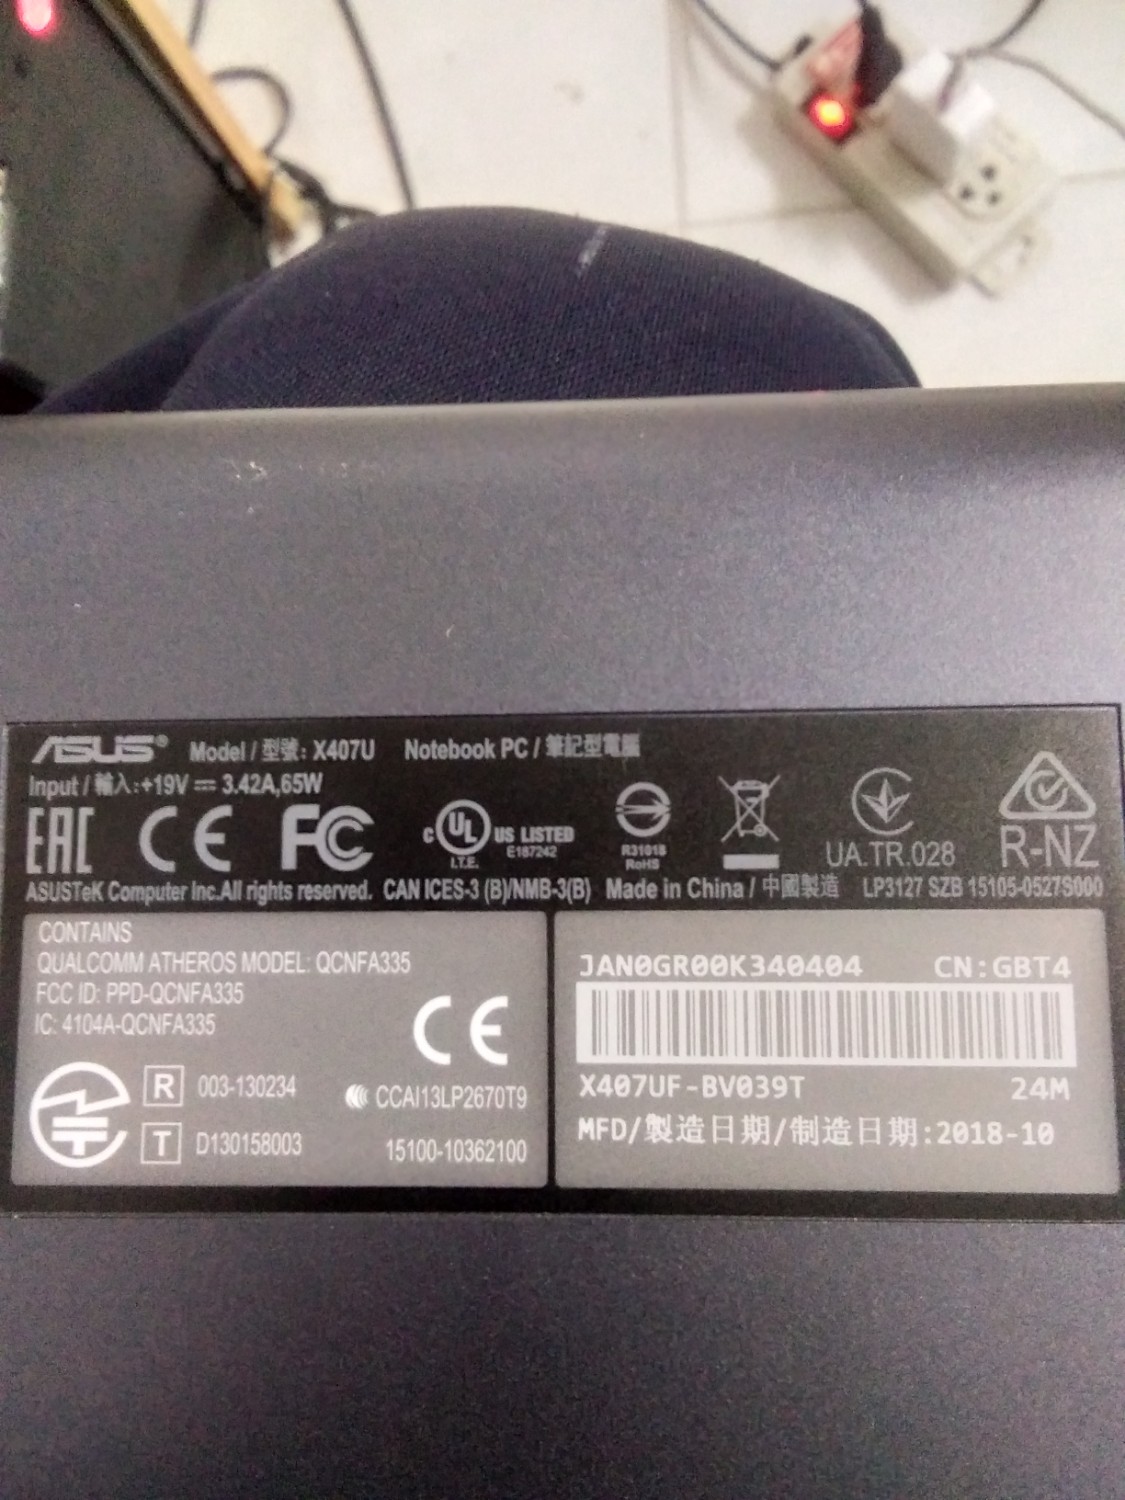 ASUS® Model / 型號: X407U Notebook PC / 筆記型電腦
Input / 輸入:+19V ⎓ 3.42A,65W
EAC CE FC c UL US LISTED
I.T.E. E187242
R31018
RoHS
UA.TR.028
R-NZ
ASUSTeK Computer Inc.All rights reserved. CAN ICES-3 (B)/NMB-3(B) Made in China / 中國製造 LP3127 SZB 15105-0527S000
CONTAINS
QUALCOMM ATHEROS MODEL: QCNFA335
FCC ID: PPD-QCNFA335
IC: 4104A-QCNFA335
CE
R 003-130234 CCAI13LP2670T9
T D130158003 15100-10362100
JAN0GR00K340404 CN:GBT4
X407UF-BV039T 24M
MFD/製造日期/制造日期:2018-10